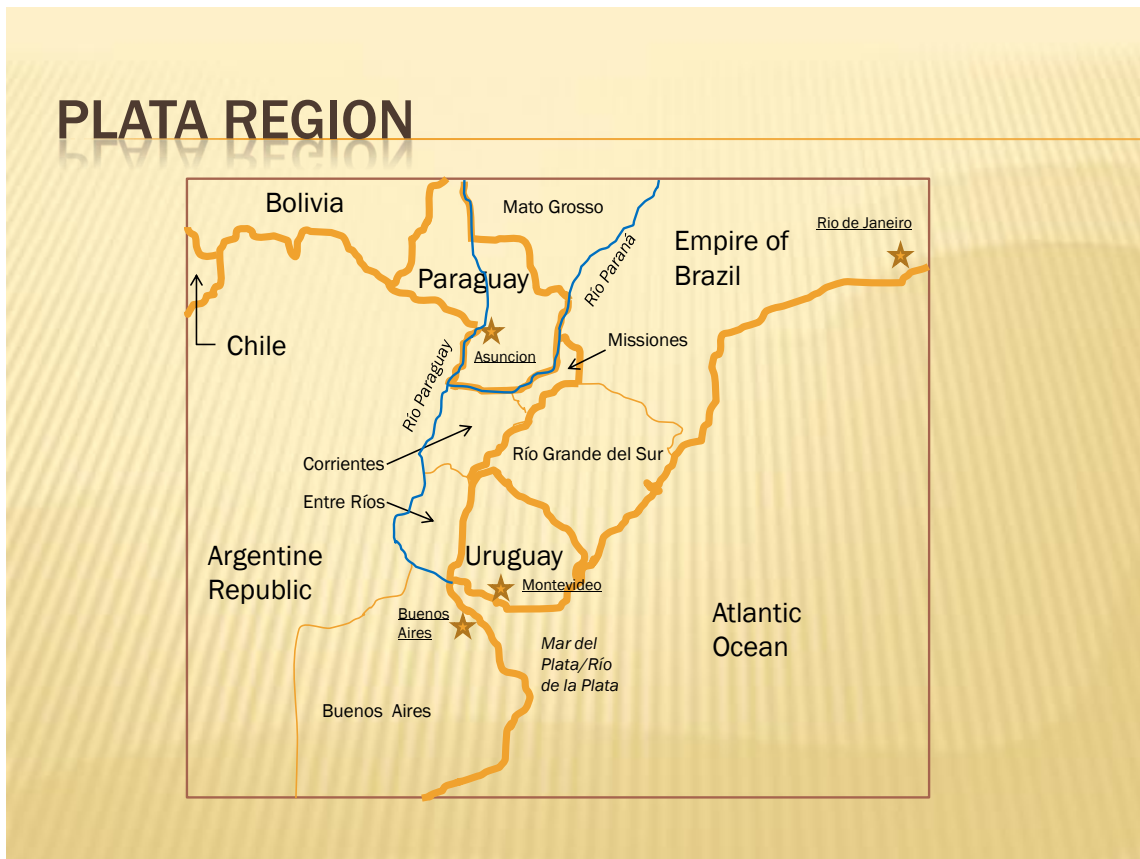 PLATA REGION
Bolivia
Mato Grosso
Rio de Janeiro
Empire of
Brazil
Río Paraná
Paraguay
Chile
Missiones
Asuncion
Río Paraguay
Corrientes
Río Grande del Sur
Entre Ríos
Argentine
Republic
Uruguay
Montevideo
Buenos
Aires
Atlantic
Ocean
Mar del
Plata/Río
de la Plata
Buenos Aires